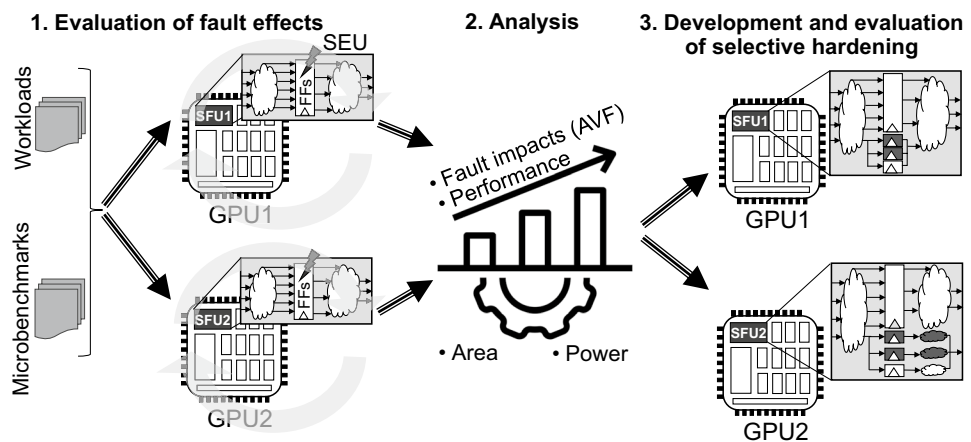 1. Evaluation of fault effects
2. Analysis
3. Development and evaluation
of selective hardening
Workloads
Microbenchmarks
SEU
FFs
SFU1
GPU1
FFs
SFU2
GPU2
• Fault impacts (AVF)
• Performance
• Area
• Power
SFU1
GPU1
SFU2
GPU2